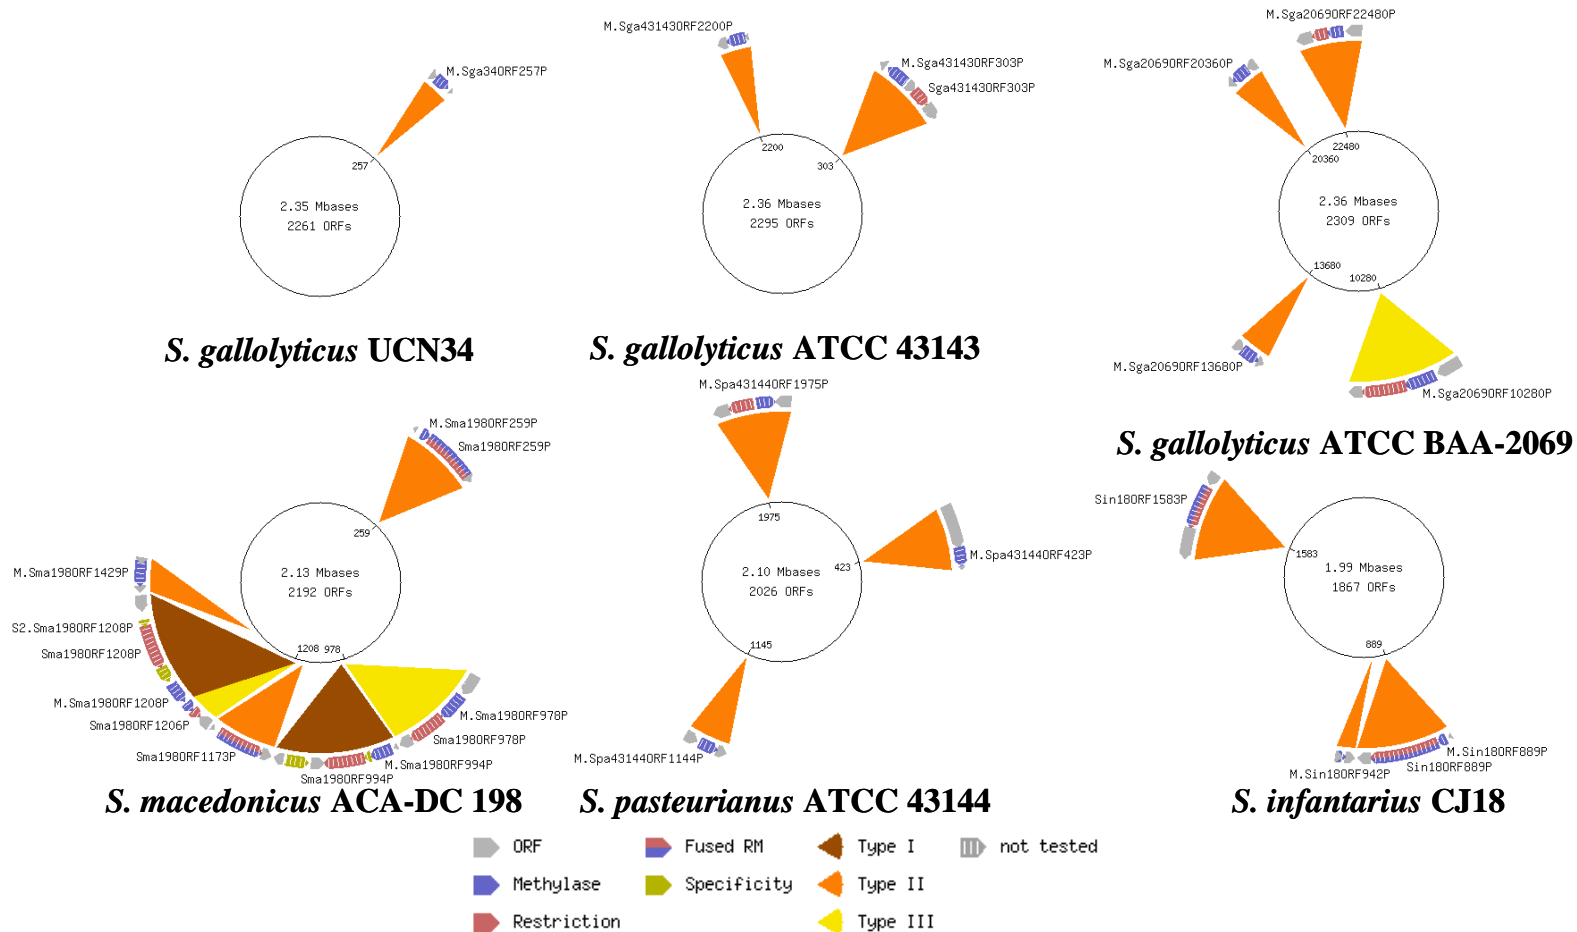 M.Sga34ORF257P
257
2.35 Mbases
2261 ORFs
S. gallolyticus UCN34
M.Sga43143ORF2200P
M.Sga43143ORF303P
Sga43143ORF303P
2200
303
2.36 Mbases
2295 ORFs
S. gallolyticus ATCC 43143
M.Sga2069ORF22480P
M.Sga2069ORF20360P
22480
20360
2.36 Mbases
2309 ORFs
13680
10280
M.Sga2069ORF13680P
M.Sga2069ORF10280P
S. gallolyticus ATCC BAA-2069
M.Sma198ORF259P
Sma198ORF259P
259
M.Sma198ORF1429P
2.13 Mbases
2192 ORFs
S2.Sma198ORF1208P
Sma198ORF1208P
1208
978
M.Sma198ORF1208P
Sma198ORF1206P
Sma198ORF1173P
M.Sma198ORF978P
Sma198ORF978P
M.Sma198ORF994P
Sma198ORF994P
S. macedonicus ACA-DC 198
M.Spa43144ORF1975P
1975
423
M.Spa43144ORF423P
2.10 Mbases
2026 ORFs
1145
M.Spa43144ORF1144P
S. pasteurianus ATCC 43144
Sin18ORF1583P
1583
1.99 Mbases
1867 ORFs
889
M.Sin18ORF889P
Sin18ORF889P
M.Sin18ORF942P
S. infantarius CJ18
ORF
Fused RM
Type I
not tested
Methylase
Specificity
Type II
Restriction
Type III